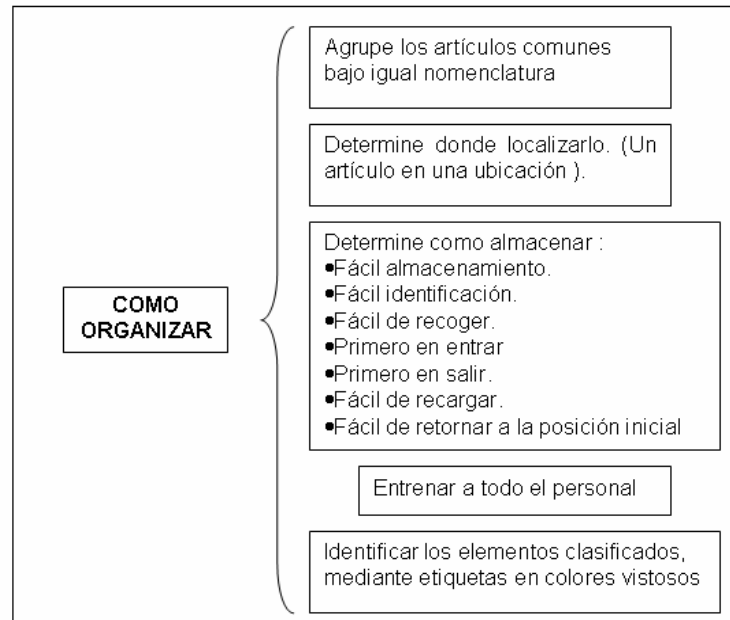 Agrupe los artículos comunes
bajo igual nomenclatura
Determine donde localizarlo. (Un
artículo en una ubicación ).
Determine como almacenar :
•Fácil almacenamiento.
•Fácil identificación.
•Fácil de recoger.
•Primero en entrar
•Primero en salir.
•Fácil de recargar.
•Fácil de retornar a la posición inicial
COMO
ORGANIZAR
Entrenar a todo el personal
Identificar los elementos clasificados,
mediante etiquetas en colores vistosos